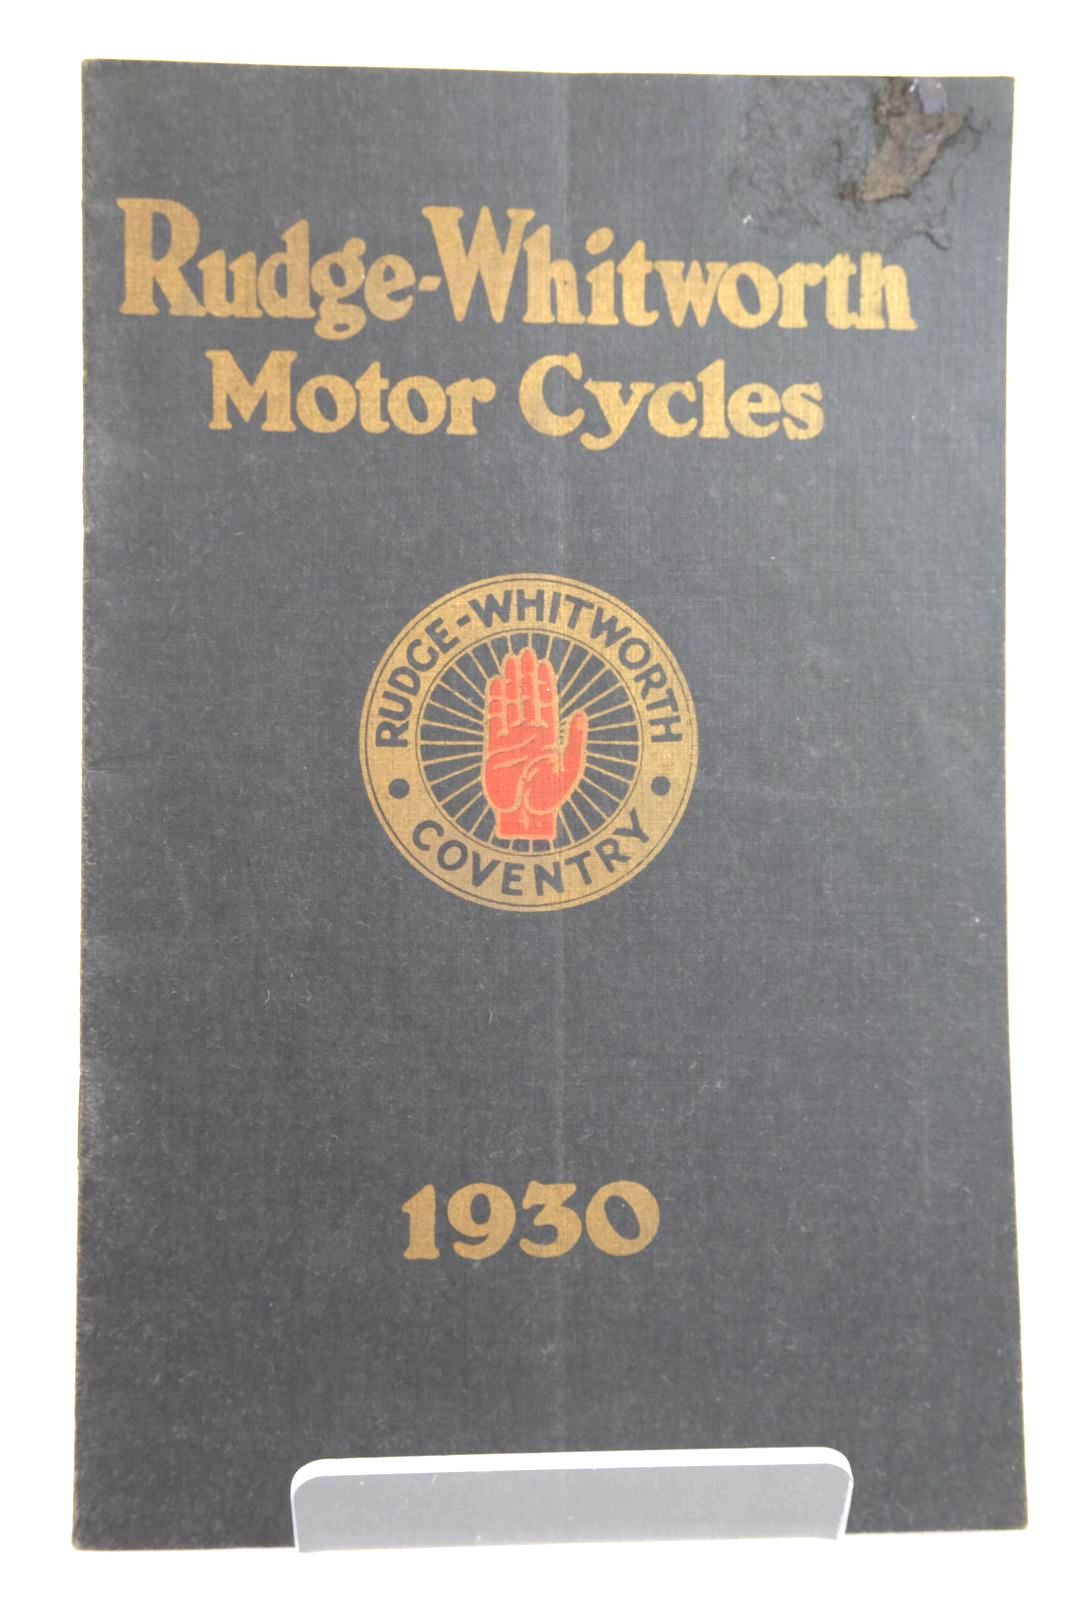 Rudge-Whitworth
Motor Cycles
RUDGE-WHITWORTH
COVENTRY
1930